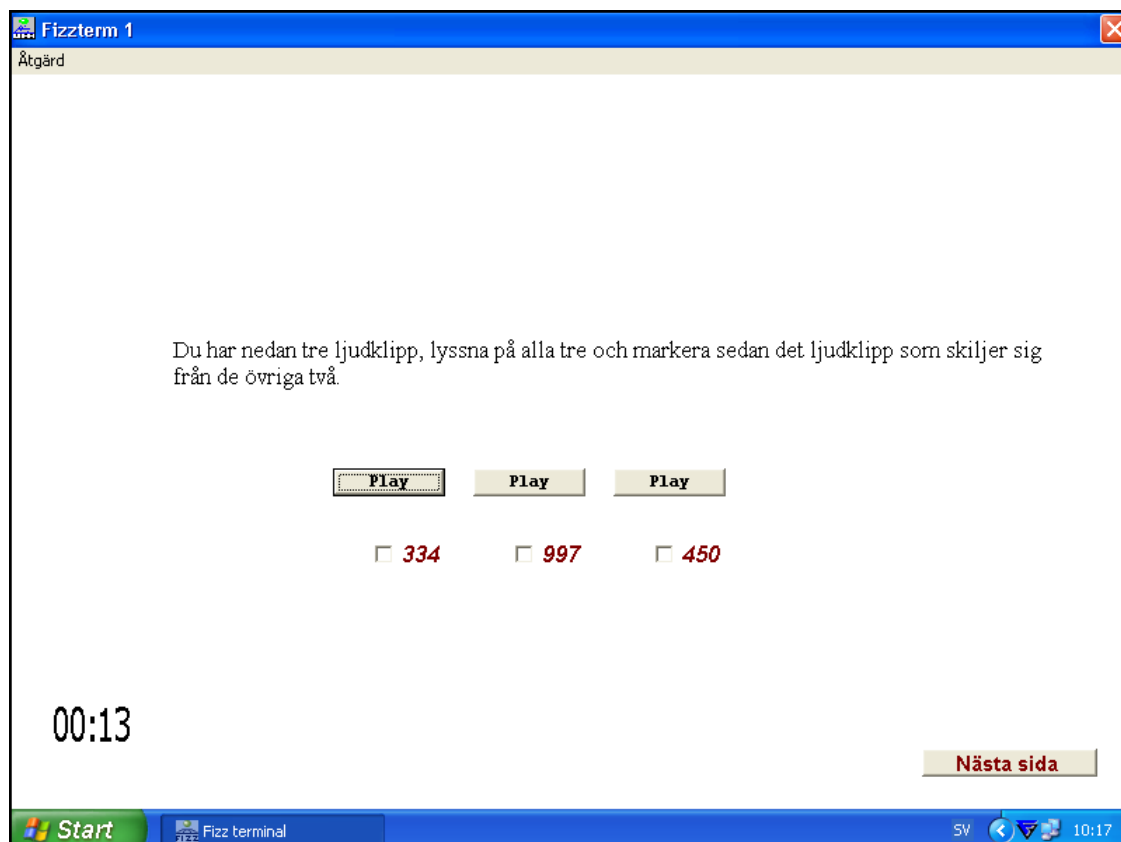 Fizzterm 1
Åtgärd
Du har nedan tre ljudklipp, lyssna på alla tre och markera sedan det ljudklipp som skiljer sig
från de övriga två.
Play Play Play
334 997 450
00:13
Nästa sida
Start Fizz terminal SV 10:17